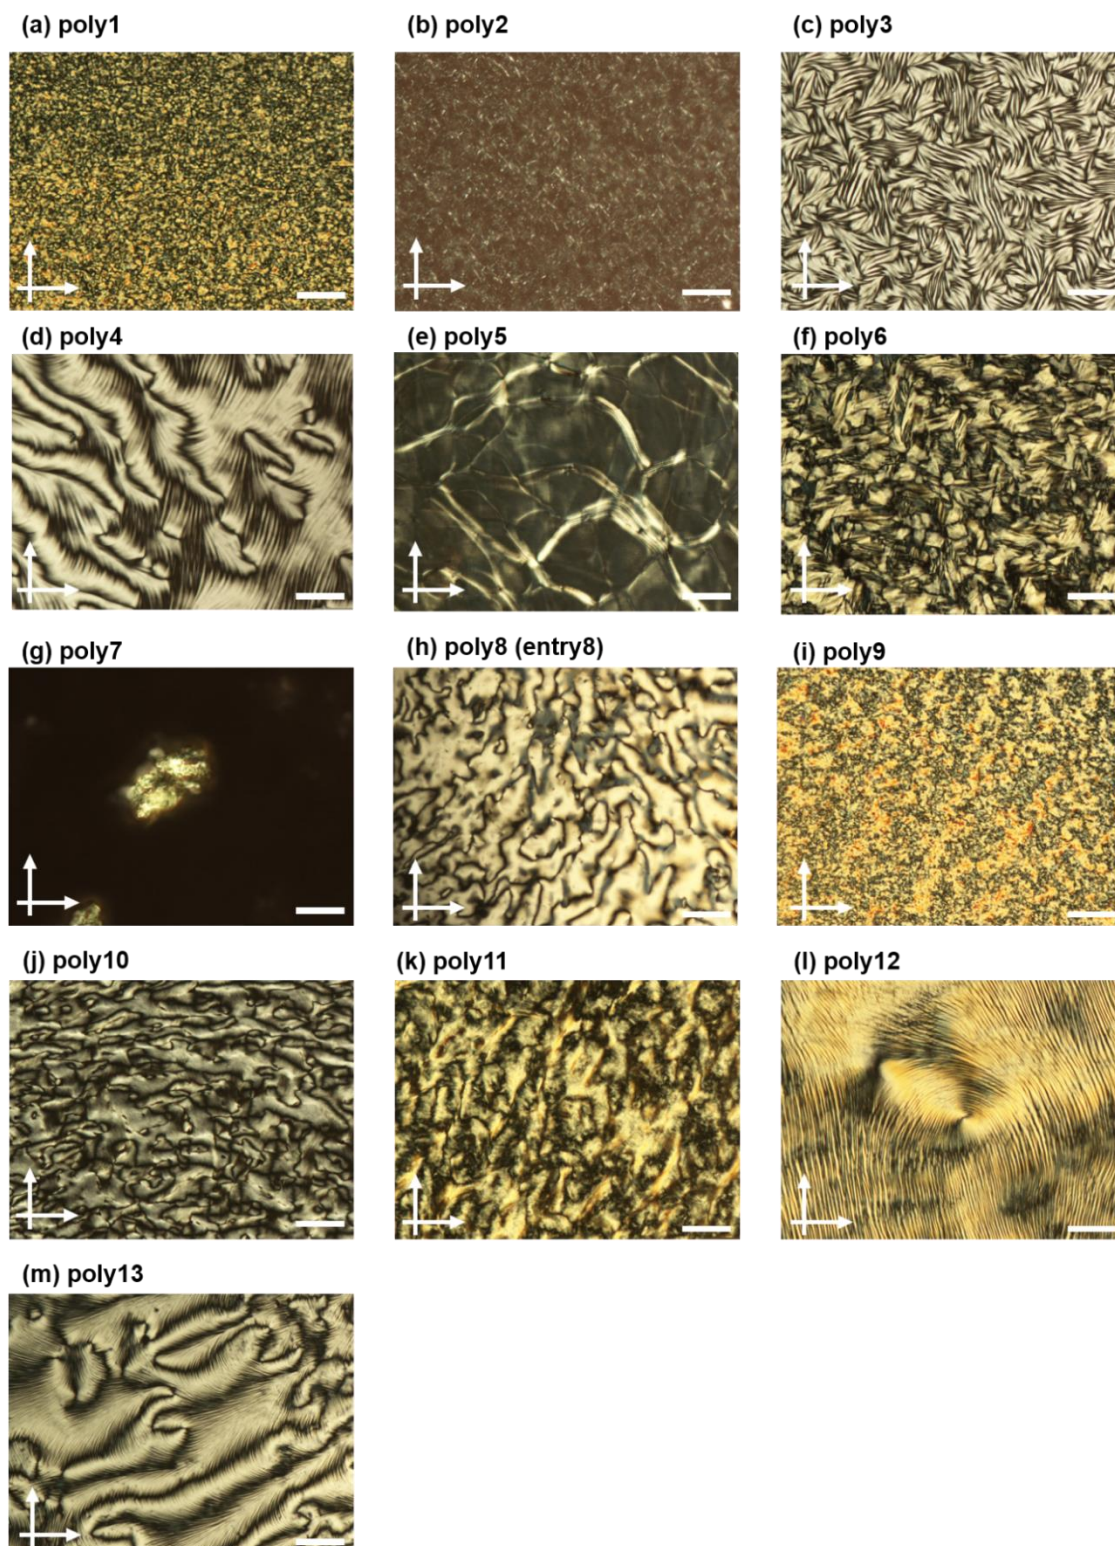 (a) poly1
(b) poly2
(c) poly3
(d) poly4
(e) poly5
(f) poly6
(g) poly7
(h) poly8 (entry8)
(i) poly9
(j) poly10
(k) poly11
(l) poly12
(m) poly13